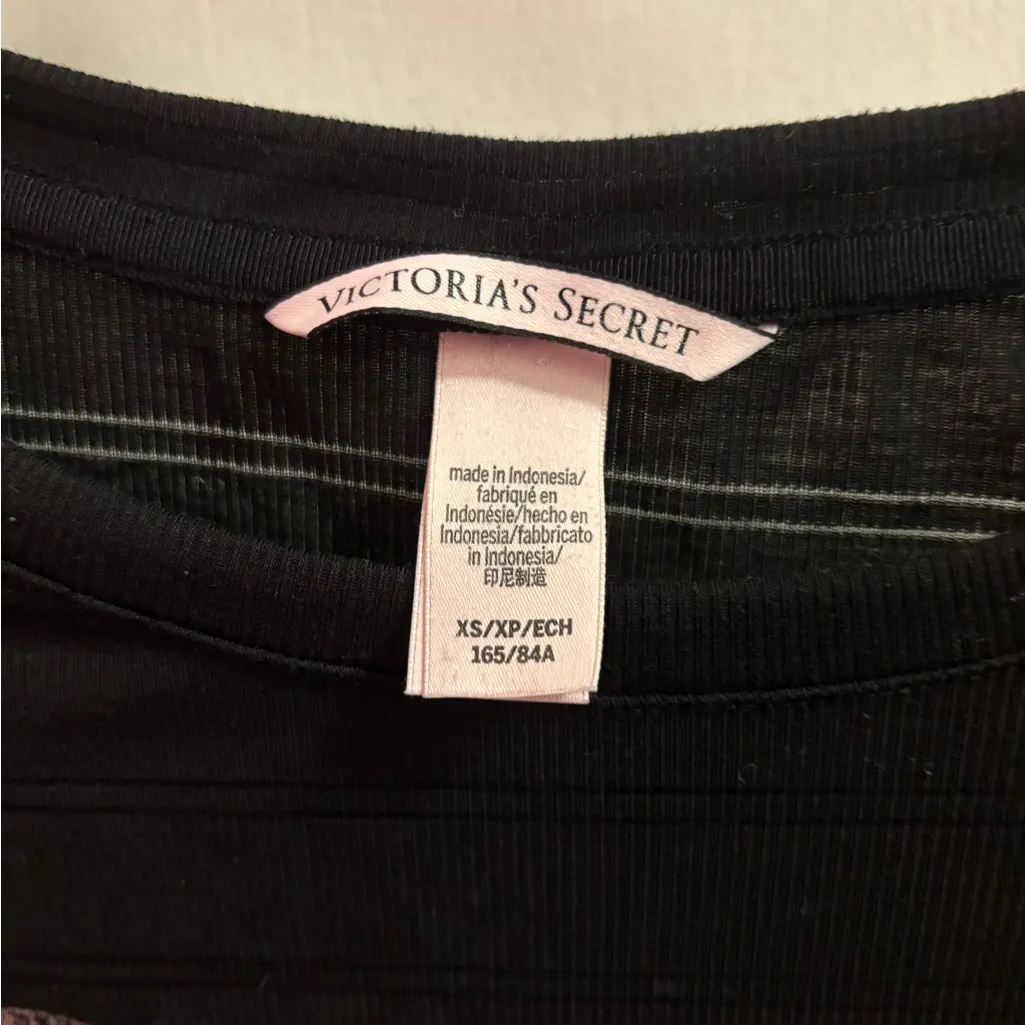 VICTORIA'S SECRET
made in Indonesia/
fabriqué en
Indonésie/hecho en
Indonesia/fabbricato
in Indonesia/
印尼制造
XS/XP/ECH
165/84A